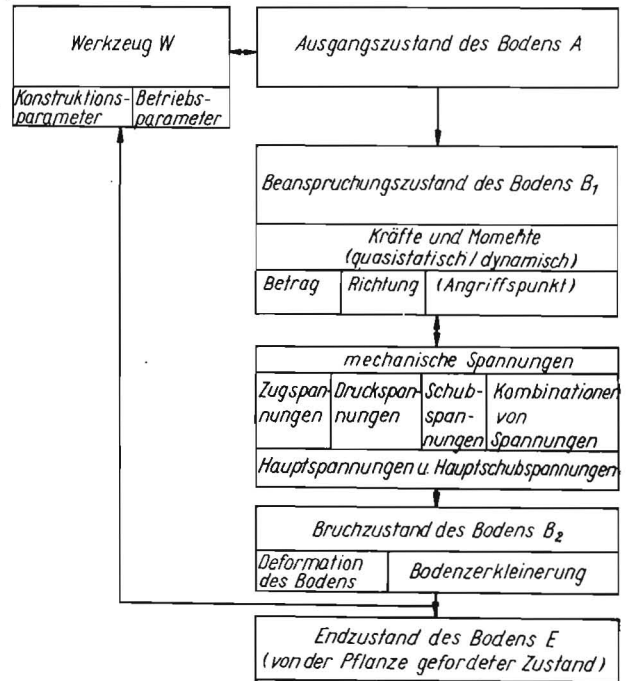 Werkzeug W
Konstruktions-
parameter
Betriebs-
parameter
Ausgangszustand des Bodens A
Beanspruchungszustand des Bodens B1
Kräfte und Momente
(quasistatisch / dynamisch)
Betrag
Richtung
(Angriffspunkt)
mechanische Spannungen
Zugspan-
nungen
Druckspan-
nungen
Schub-
span-
nungen
Kombinationen
von
Spannungen
Hauptspannungen u. Hauptschubspannungen
Bruchzustand des Bodens B2
Deformation
des Bodens
Bodenzerkleinerung
Endzustand des Bodens E
(von der Pflanze gefordeter Zustand)